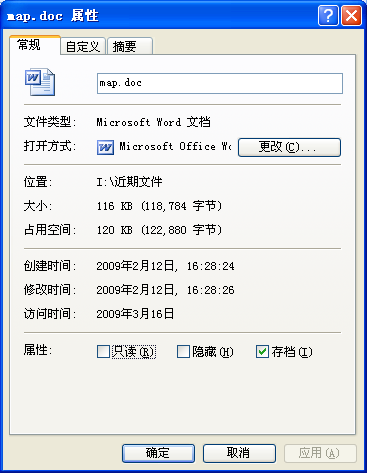 map.doc 属性
常规 自定义 摘要
map.doc
文件类型: Microsoft Word 文档
打开方式: Microsoft Office Wo 更改(C)...
位置: I:\近期文件
大小: 116 KB (118,784 字节)
占用空间: 120 KB (122,880 字节)
创建时间: 2009年2月12日, 16:28:24
修改时间: 2009年2月12日, 16:28:26
访问时间: 2009年3月16日
属性: 只读(R) 隐藏(H) 存档(I)
确定 取消 应用(A)